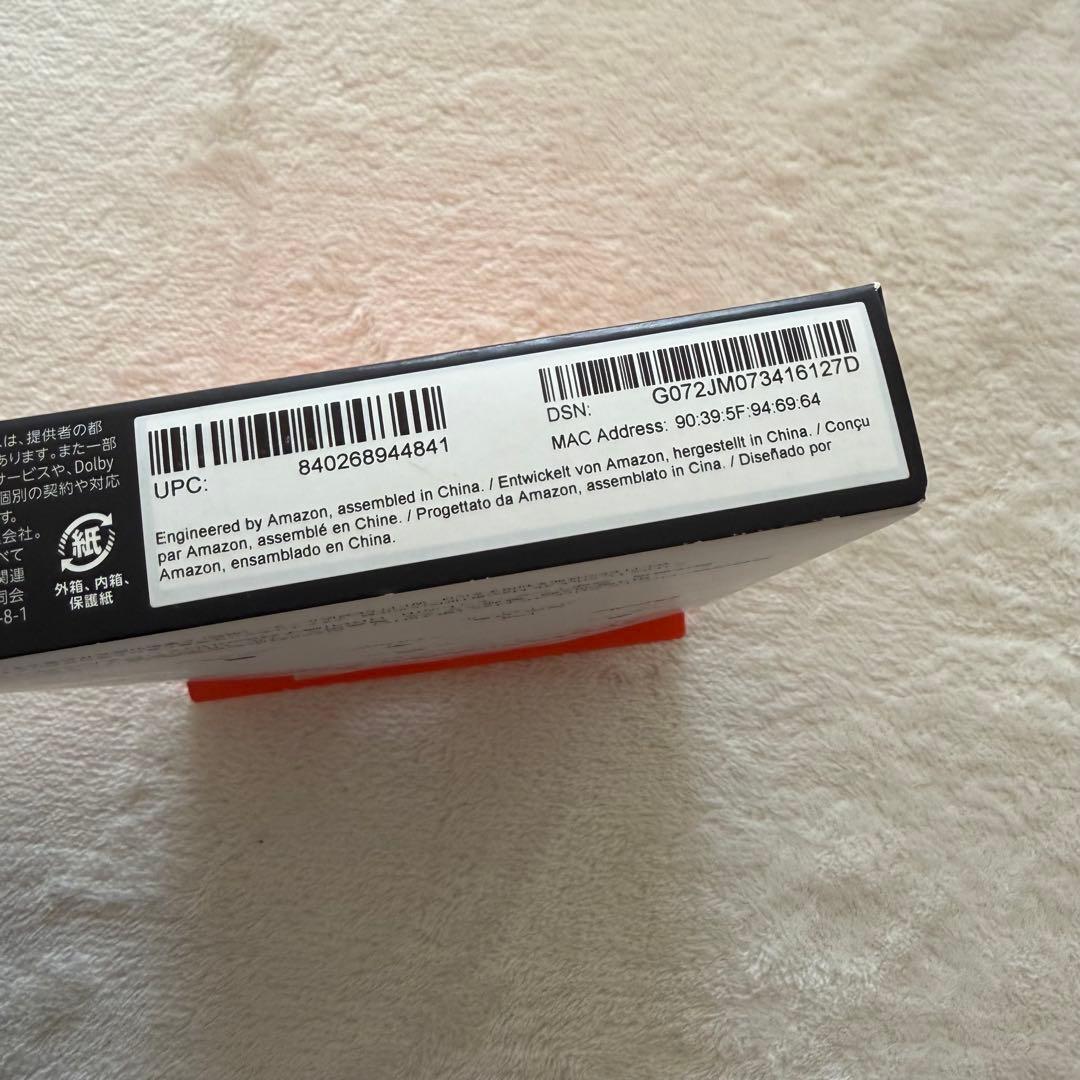 は、提供者の都
あります。また一部
サービスや、Dolby
個別の契約や対応
す。
会社。
べて
関連
同会
-8-1
紙
外箱、内箱、
保護紙
840268944841
UPC:
DSN: G072JM073416127D
MAC Address: 90:39:5F:94:69:64
Engineered by Amazon, assembled in China. / Entwickelt von Amazon, hergestellt in China. / Conçu
par Amazon, assemblé en Chine. / Progettato da Amazon, assemblato in Cina. / Diseñado por
Amazon, ensamblado en China.